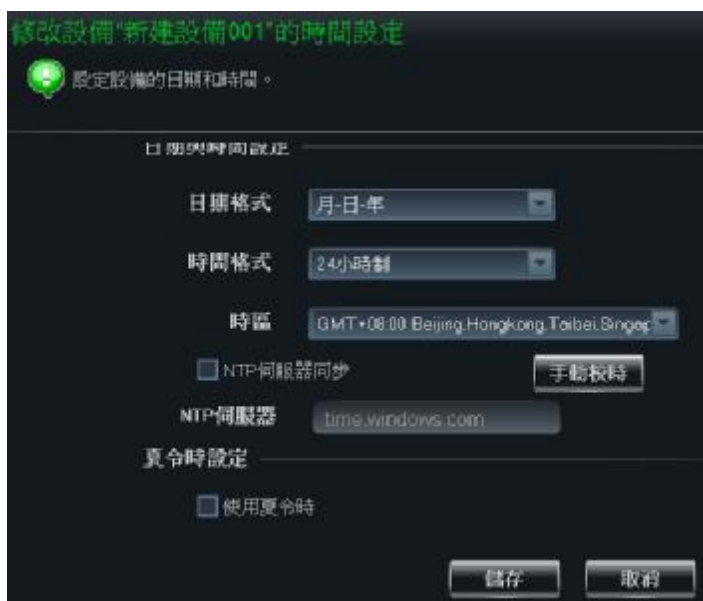 修改設備"新建設備001"的時間設定
設定設備的日期和時間。
日期與時間設定
日期格式 月-日-年
時間格式 24小時制
時區 GMT+08:00 Beijing,Hongkong,Taibei,Singap
NTP伺服器同步 手動校時
NTP伺服器 time.windows.com
夏令時設定
使用夏令時
儲存 取消